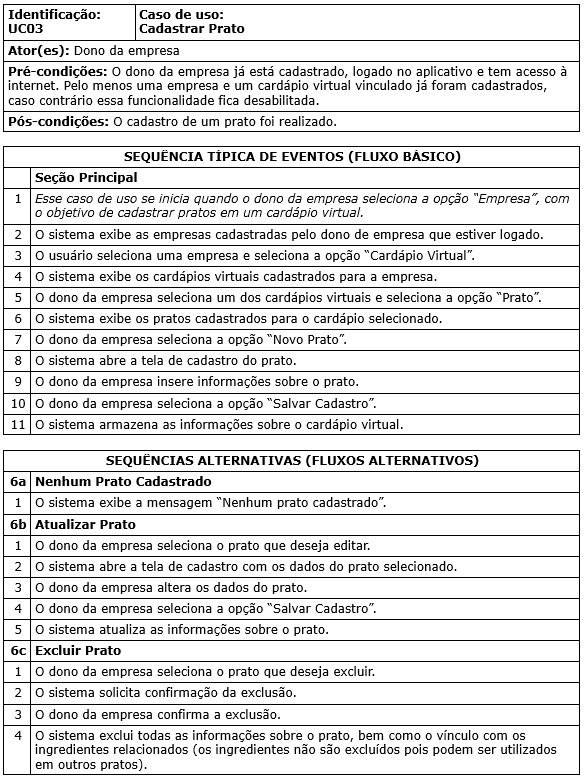 Identificação: Caso de uso:
UC03 Cadastrar Prato
Ator(es): Dono da empresa
Pré-condições: O dono da empresa já está cadastrado, logado no aplicativo e tem acesso à
internet. Pelo menos uma empresa e um cardápio virtual vinculado já foram cadastrados,
caso contrário essa funcionalidade fica desabilitada.
Pós-condições: O cadastro de um prato foi realizado.
SEQUÊNCIA TÍPICA DE EVENTOS (FLUXO BÁSICO)
Seção Principal
1 Esse caso de uso se inicia quando o dono da empresa seleciona a opção “Empresa”, com
o objetivo de cadastrar pratos em um cardápio virtual.
2 O sistema exibe as empresas cadastradas pelo dono de empresa que estiver logado.
3 O usuário seleciona uma empresa e seleciona a opção “Cardápio Virtual”.
4 O sistema exibe os cardápios virtuais cadastrados para a empresa.
5 O dono da empresa seleciona um dos cardápios virtuais e seleciona a opção “Prato”.
6 O sistema exibe os pratos cadastrados para o cardápio selecionado.
7 O dono da empresa seleciona a opção “Novo Prato”.
8 O sistema abre a tela de cadastro do prato.
9 O dono da empresa insere informações sobre o prato.
10 O dono da empresa seleciona a opção “Salvar Cadastro”.
11 O sistema armazena as informações sobre o cardápio virtual.
SEQUÊNCIAS ALTERNATIVAS (FLUXOS ALTERNATIVOS)
6a Nenhum Prato Cadastrado
1 O sistema exibe a mensagem “Nenhum prato cadastrado”.
6b Atualizar Prato
1 O dono da empresa seleciona o prato que deseja editar.
2 O sistema abre a tela de cadastro com os dados do prato selecionado.
3 O dono da empresa altera os dados do prato.
4 O dono da empresa seleciona a opção “Salvar Cadastro”.
5 O sistema atualiza as informações sobre o prato.
6c Excluir Prato
1 O dono da empresa seleciona o prato que deseja excluir.
2 O sistema solicita confirmação da exclusão.
3 O dono da empresa confirma a exclusão.
4 O sistema exclui todas as informações sobre o prato, bem como o vínculo com os
ingredientes relacionados (os ingredientes não são excluídos pois podem ser utilizados
em outros pratos).